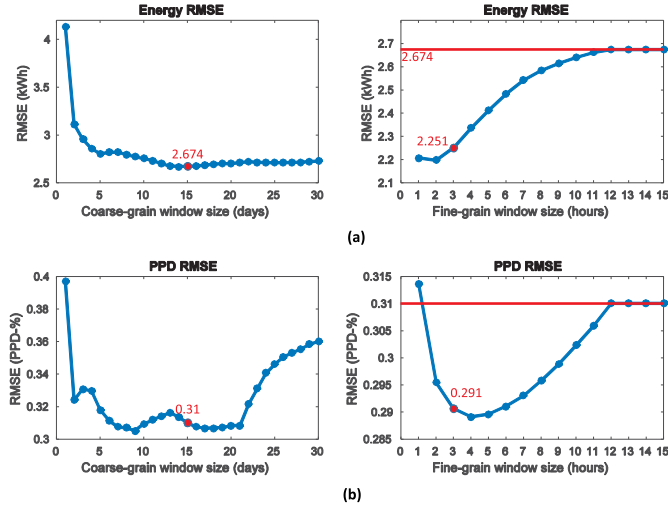 Energy RMSE
4
3.5
3
2.5
RMSE (kWh)
2.674
0 5 10 15 20 25 30
Coarse-grain window size (days)
Energy RMSE
2.7
2.6
2.5
2.4
2.3
2.2
2.1
RMSE (kWh)
2.674
2.251
0 1 2 3 4 5 6 7 8 9 10 11 12 13 14 15
Fine-grain window size (hours)
(a)
PPD RMSE
0.4
0.38
0.36
0.34
0.32
0.3
RMSE (PPD-%)
0.31
0 5 10 15 20 25 30
Coarse-grain window size (days)
PPD RMSE
0.315
0.31
0.305
0.3
0.295
0.29
0.285
RMSE (PPD-%)
0.291
0 1 2 3 4 5 6 7 8 9 10 11 12 13 14 15
Fine-grain window size (hours)
(b)